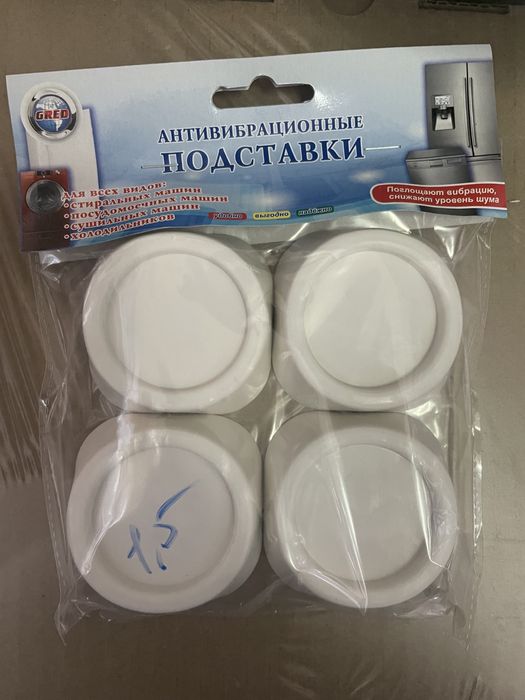 GRED
АНТИВИБРАЦИОННЫЕ
ПОДСТАВКИ
для всех видов:
• стиральных машин
• посудомоечных машин
• сушильных машин
• холодильников
удобно выгодно надёжно
Поглощают вибрацию,
снижают уровень шума